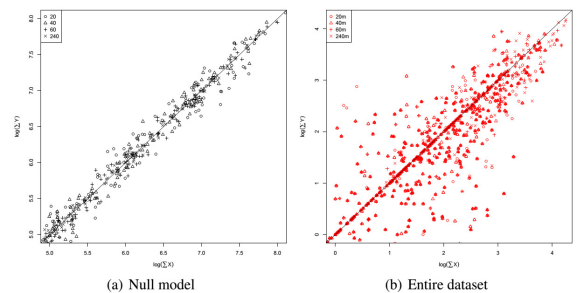 20
40
60
240
8.0
7.5
7.0
6.5
6.0
5.5
5.0
log(∑Y)
5.0 5.5 6.0 6.5 7.0 7.5 8.0
log(∑X)
(a) Null model
20m
40m
60m
240m
4
3
2
1
0
log(∑Y)
0 1 2 3 4
log(∑X)
(b) Entire dataset